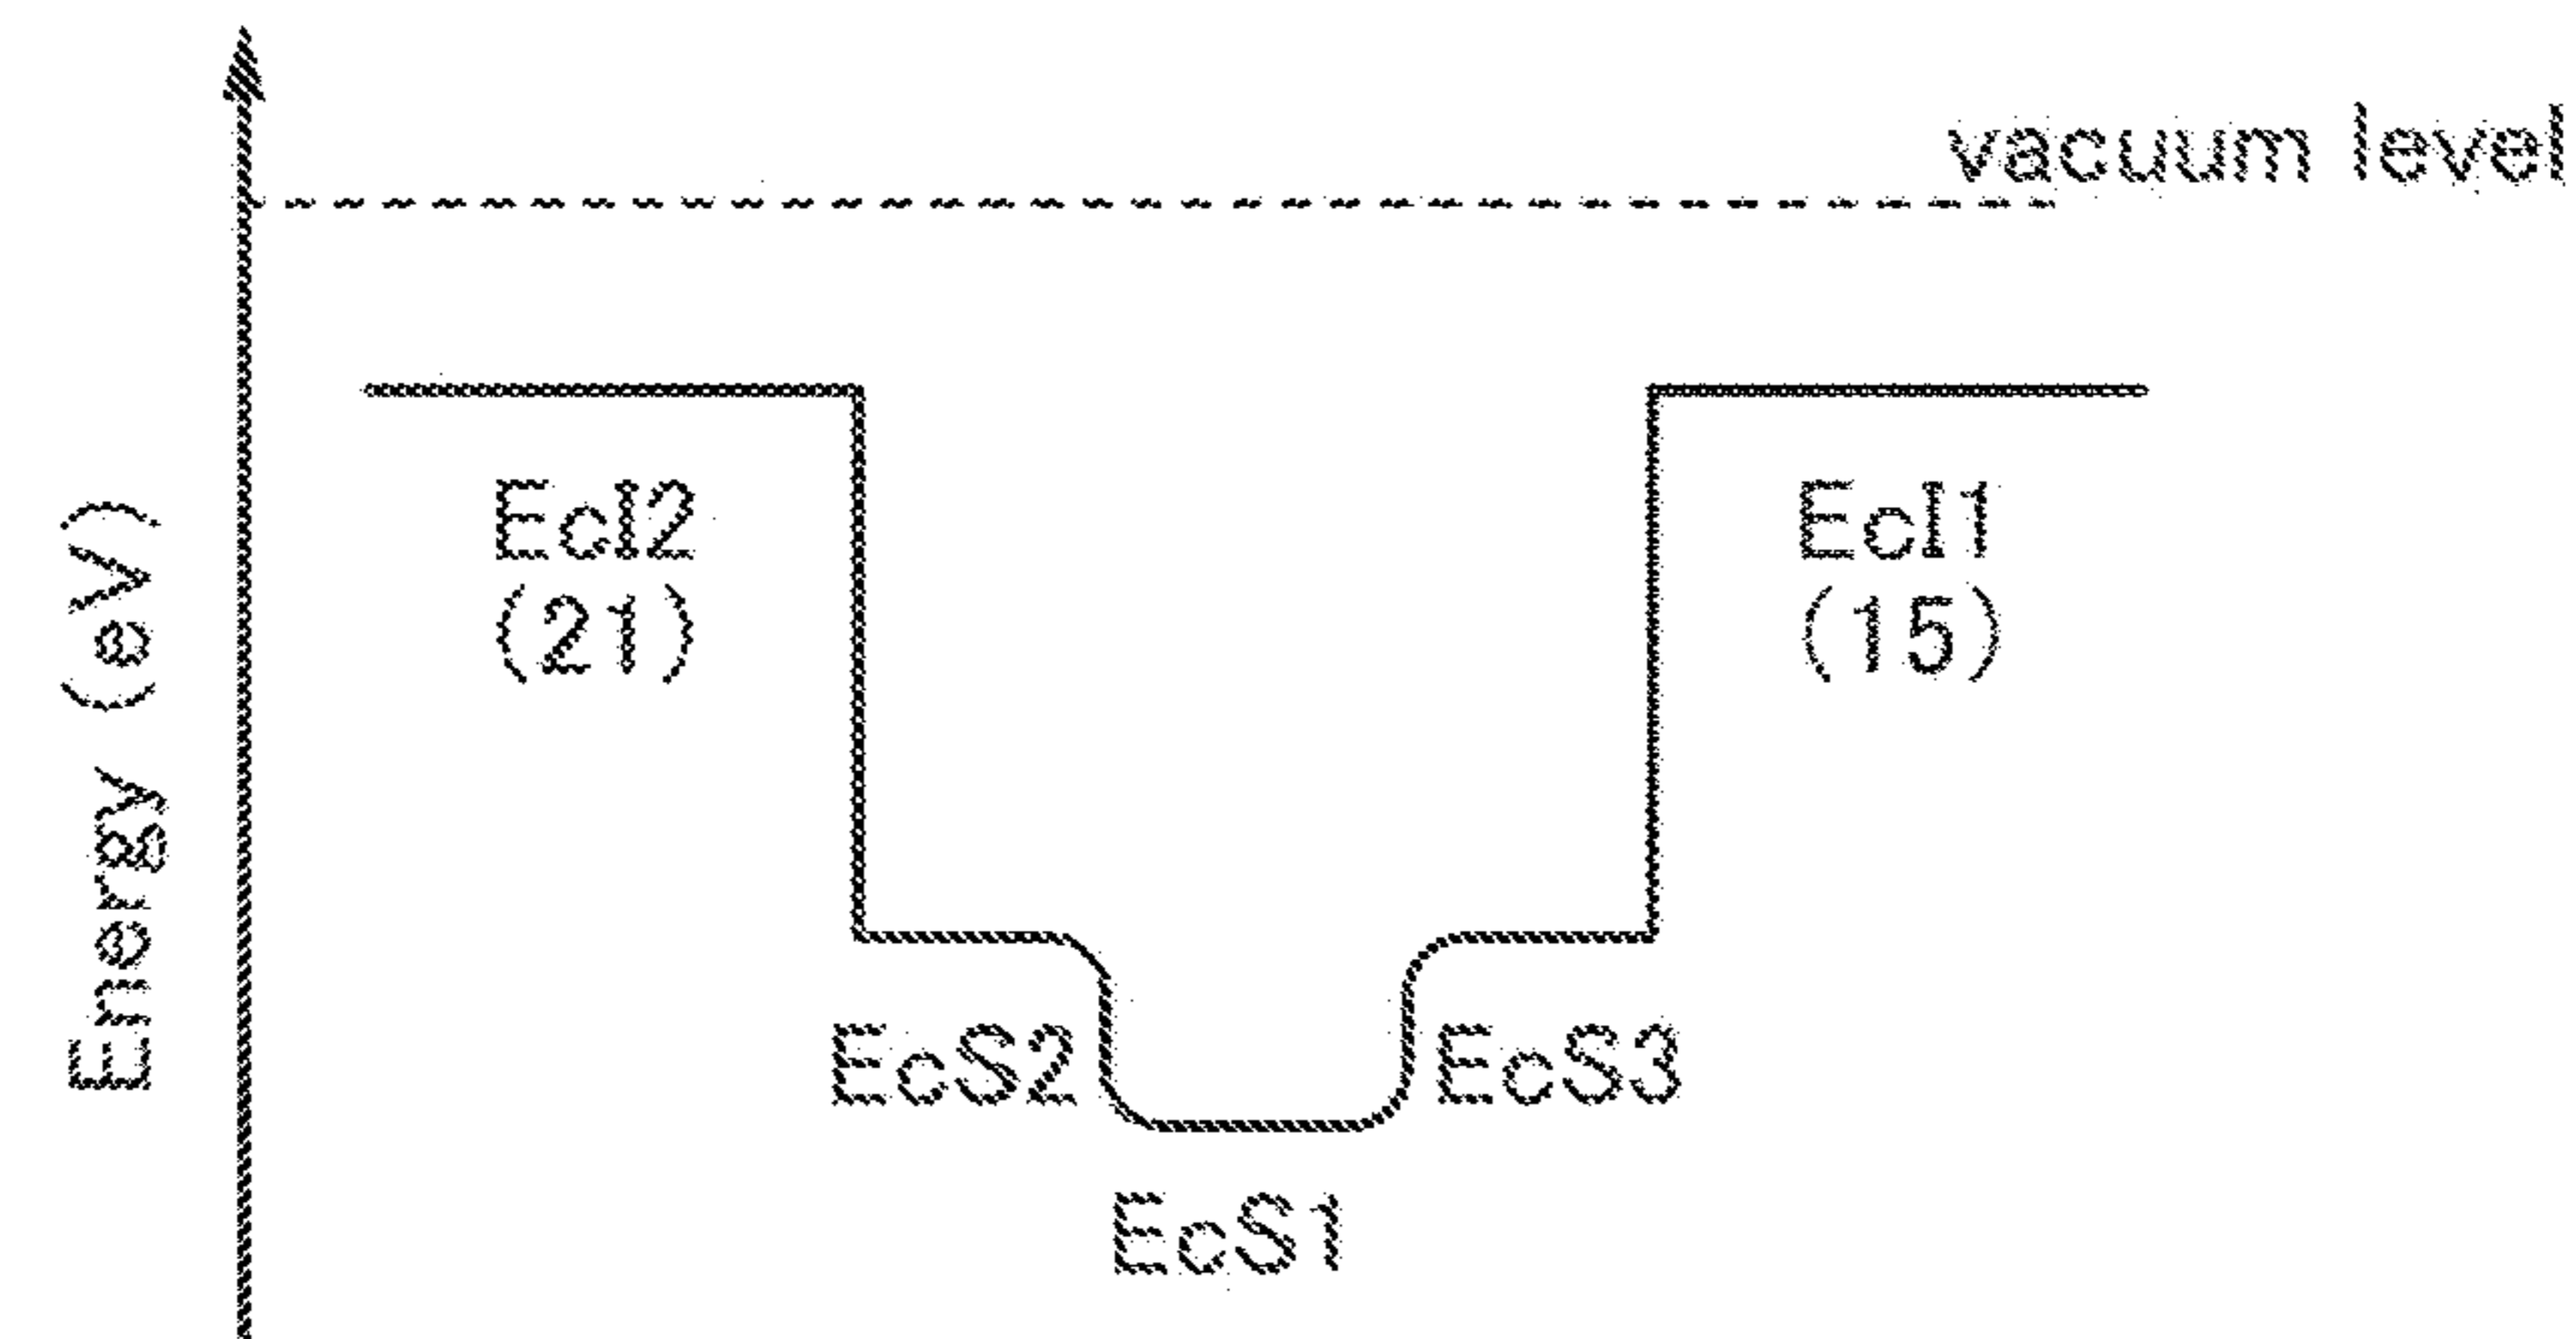 vacuum level
Energy (eV)
EcI2
(21)
EcI1
(15)
EcS2
EcS3
EcS1